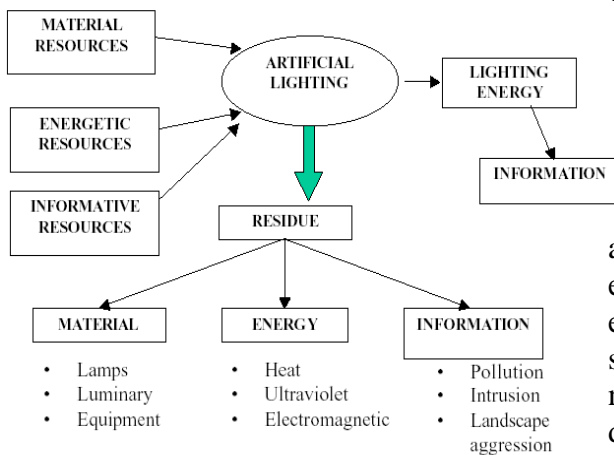 MATERIAL
RESOURCES
ENERGETIC
RESOURCES
INFORMATIVE
RESOURCES
ARTIFICIAL
LIGHTING
LIGHTING
ENERGY
INFORMATION
RESIDUE
MATERIAL
• Lamps
• Luminary
• Equipment
ENERGY
• Heat
• Ultraviolet
• Electromagnetic
INFORMATION
• Pollution
• Intrusion
• Landscape
aggression